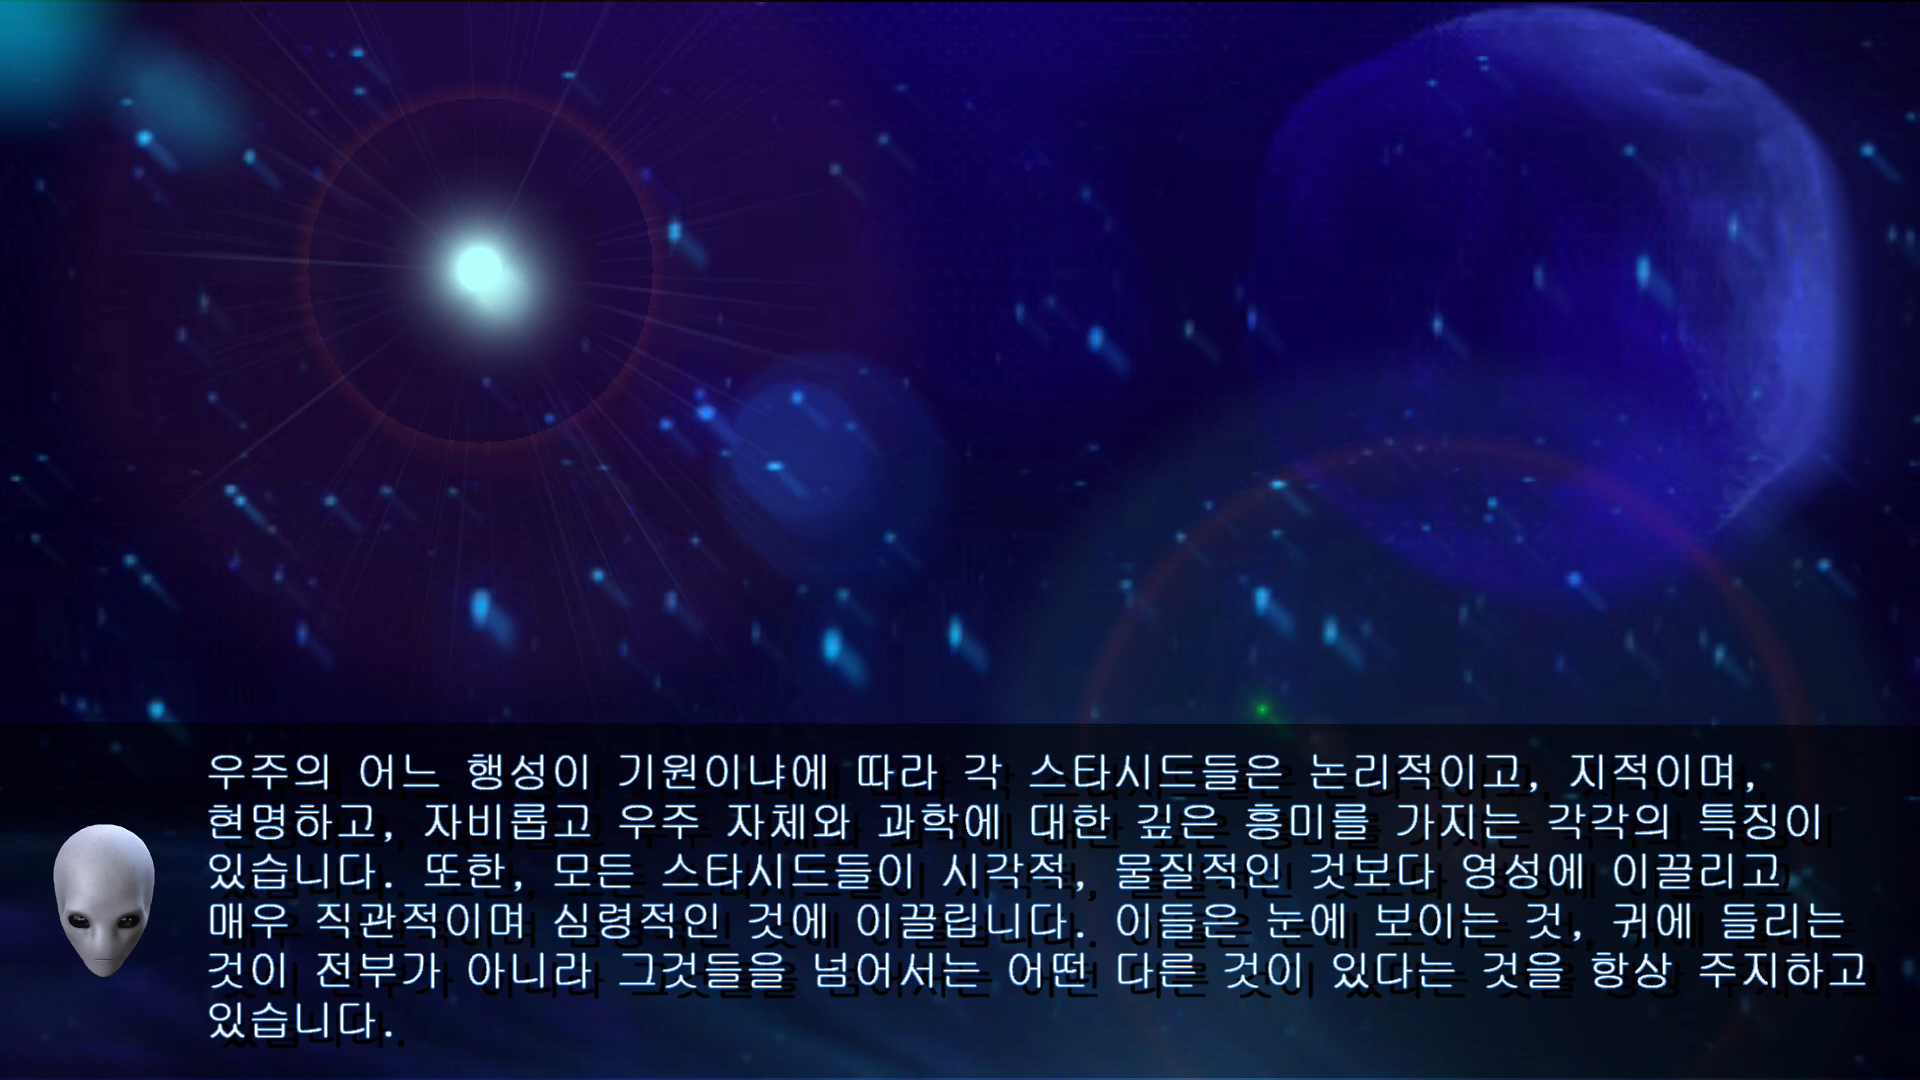 우주의 어느 행성이 기원이냐에 따라 각 스타시드들은 논리적이고, 지적이며,
현명하고, 자비롭고 우주 자체와 과학에 대한 깊은 흥미를 가지는 각각의 특징이
있습니다. 또한, 모든 스타시드들이 시각적, 물질적인 것보다 영성에 이끌리고
매우 직관적이며 심령적인 것에 이끌립니다. 이들은 눈에 보이는 것, 귀에 들리는
것이 전부가 아니라 그것들을 넘어서는 어떤 다른 것이 있다는 것을 항상 주지하고
있습니다.